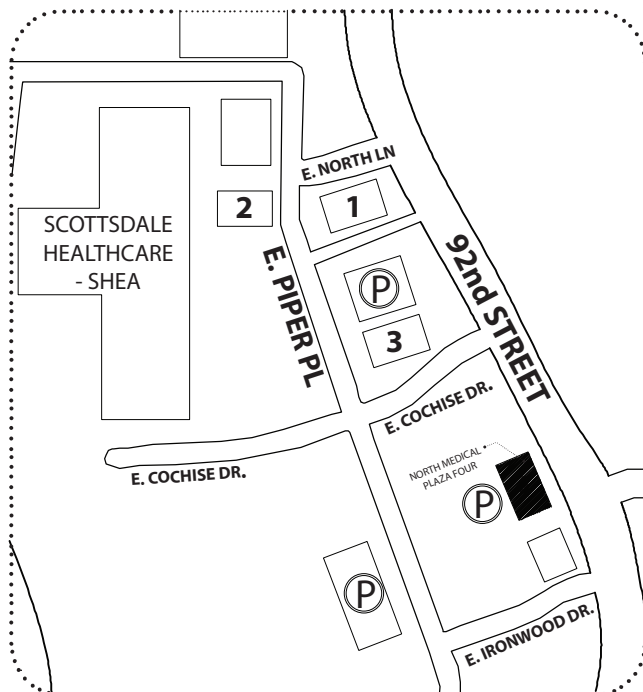 E. NORTH LN
1
2
SCOTTSDALE
HEALTHCARE
- SHEA
92nd STREET
E. PIPER PL
P
3
E. COCHISE DR.
E. COCHISE DR.
NORTH MEDICAL
PLAZA FOUR
P
P
E. IRONWOOD DR.